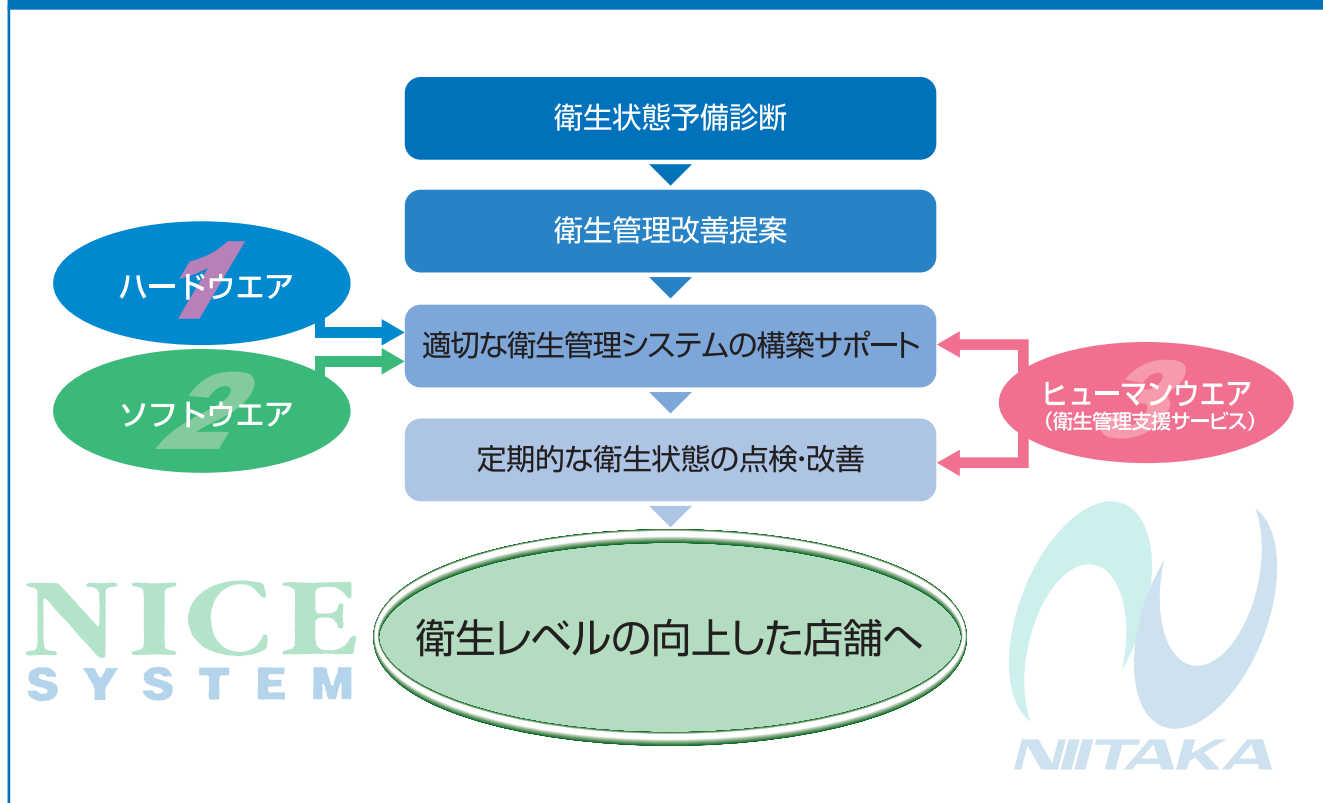 衛生状態予備診断
衛生管理改善提案
1
ハードウエア
適切な衛生管理システムの構築サポート
2
ソフトウエア
3
ヒューマンウエア
（衛生管理支援サービス）
定期的な衛生状態の点検・改善
衛生レベルの向上した店舗へ
NICE
SYSTEM
NIITAKA